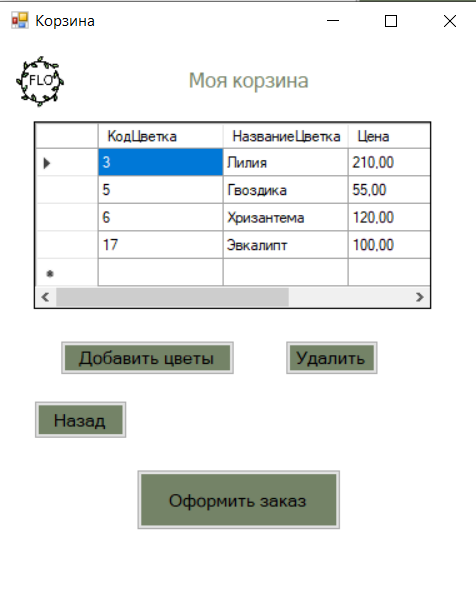 Корзина
FLO
Моя корзина
КодЦветка НазваниеЦветка Цена
3 Лилия 210,00
5 Гвоздика 55,00
6 Хризантема 120,00
17 Эвкалипт 100,00
Добавить цветы Удалить
Назад
Оформить заказ